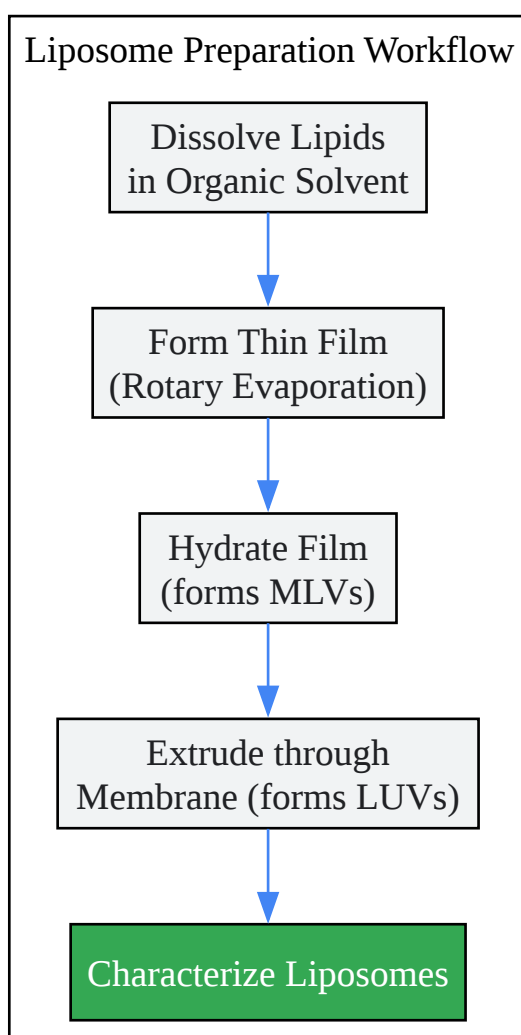 Liposome Preparation Workflow
Dissolve Lipids
in Organic Solvent
Form Thin Film
(Rotary Evaporation)
Hydrate Film
(forms MLVs)
Extrude through
Membrane (forms LUVs)
Characterize Liposomes